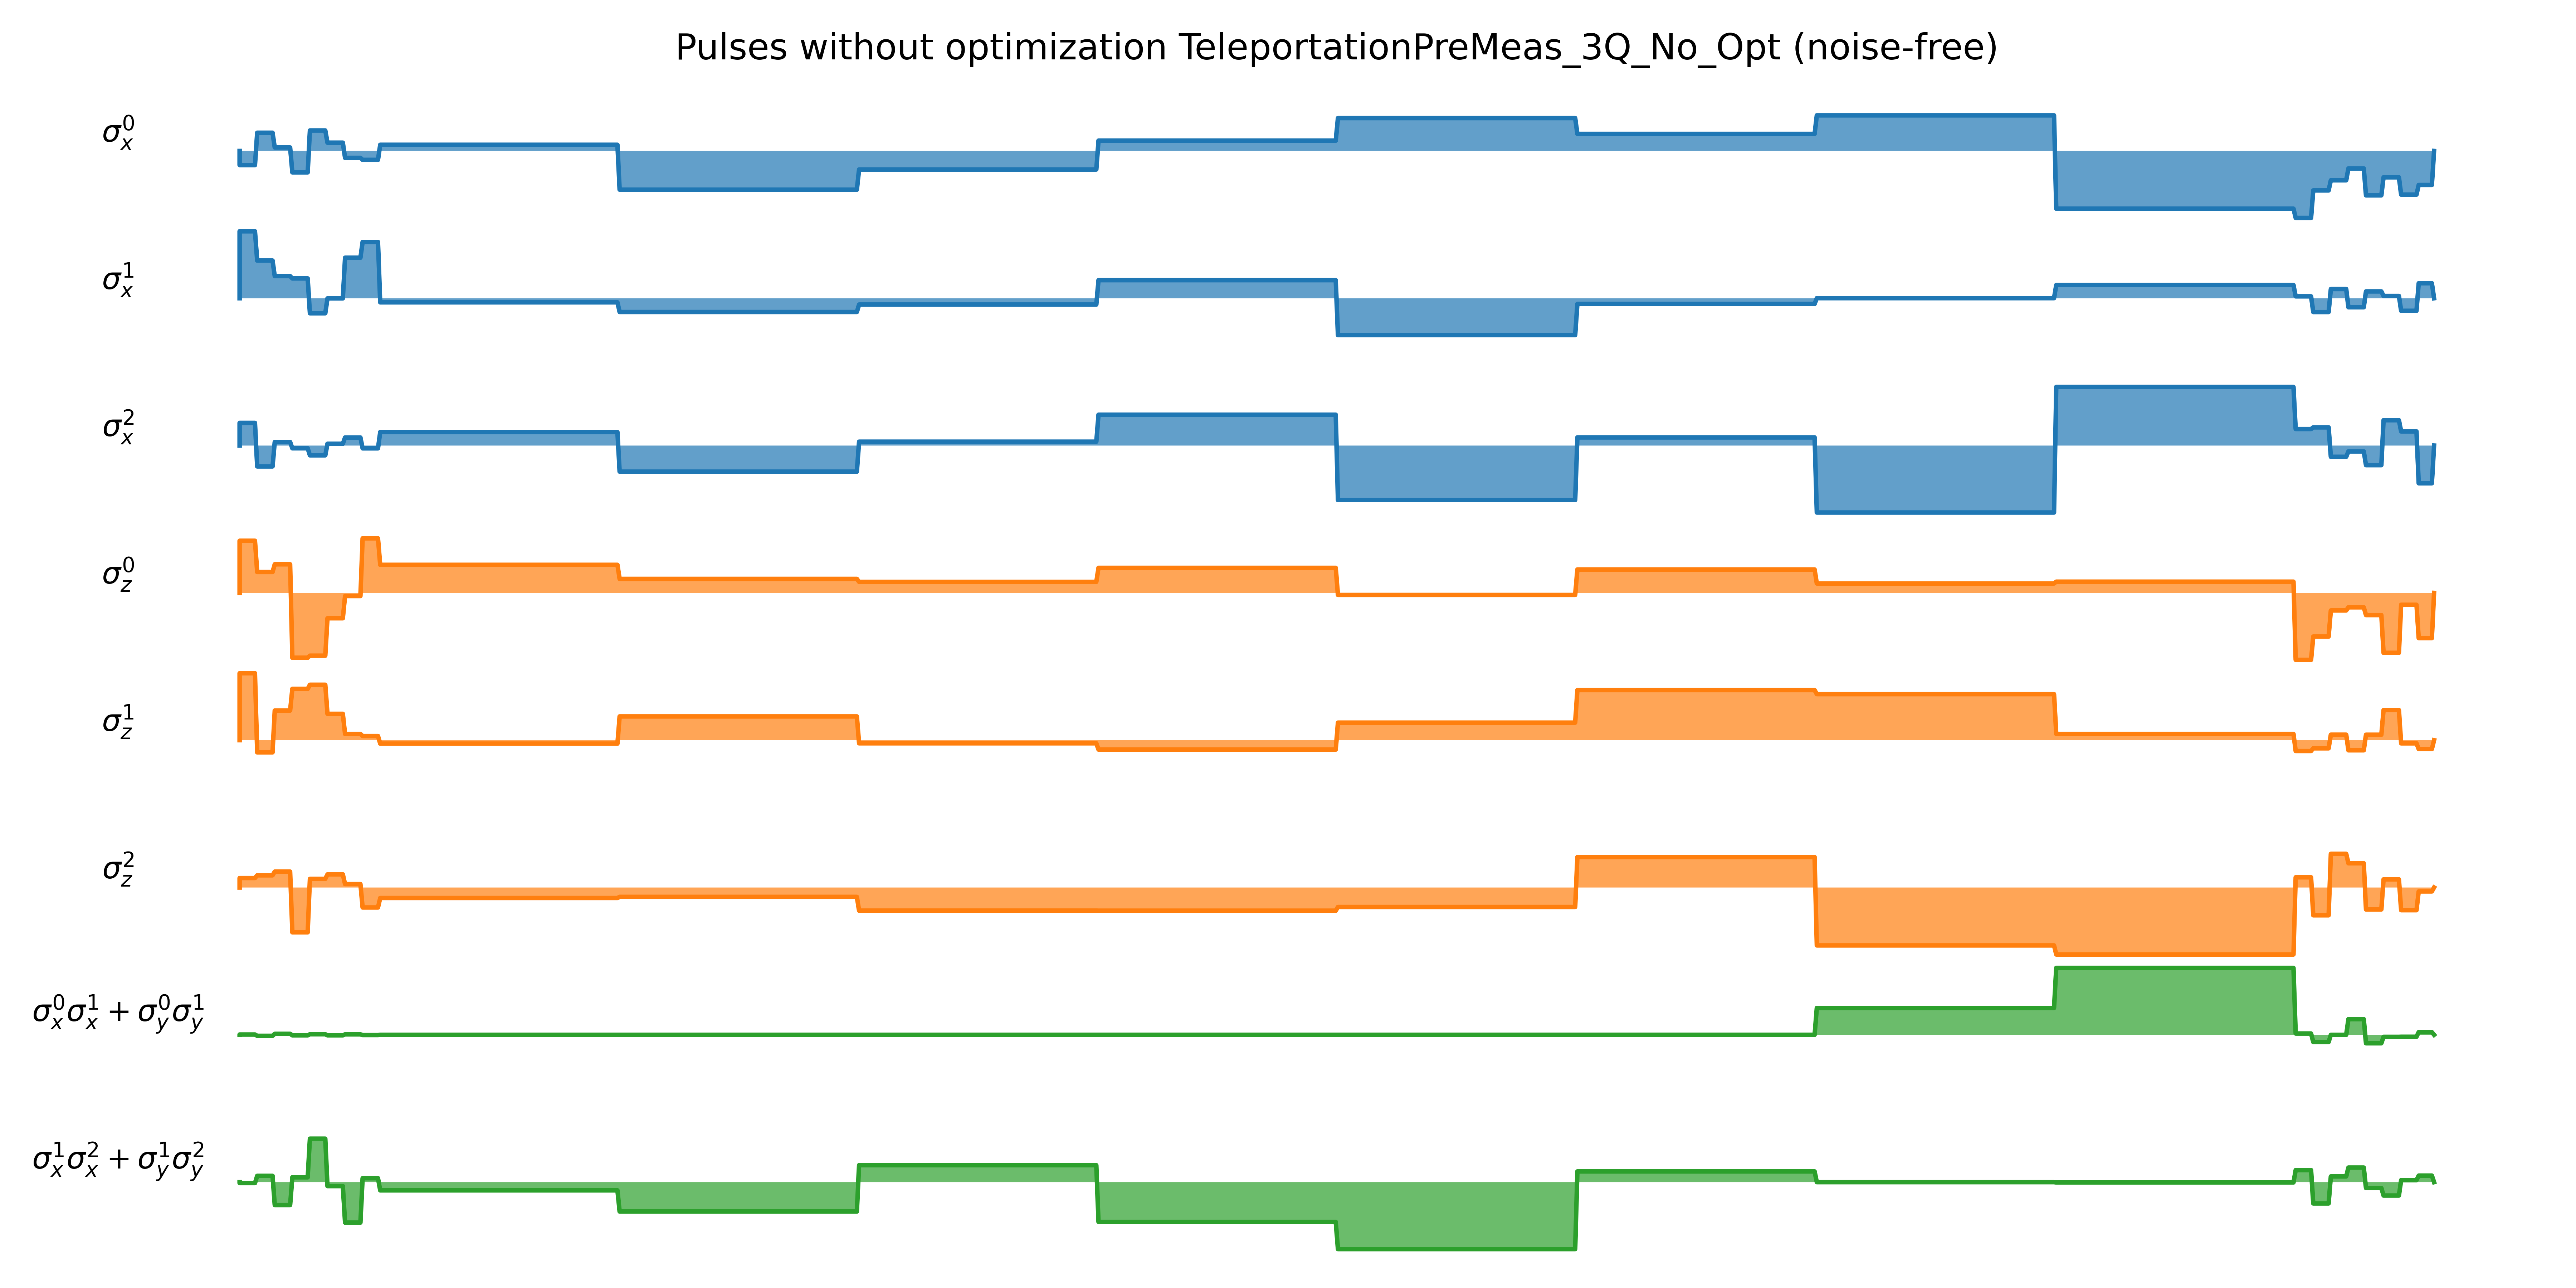 Pulses without optimization TeleportationPreMeas_3Q_No_Opt (noise-free)
σ_x^0
σ_x^1
σ_x^2
σ_z^0
σ_z^1
σ_z^2
σ_x^0σ_x^1 + σ_y^0σ_y^1
σ_x^1σ_x^2 + σ_y^1σ_y^2